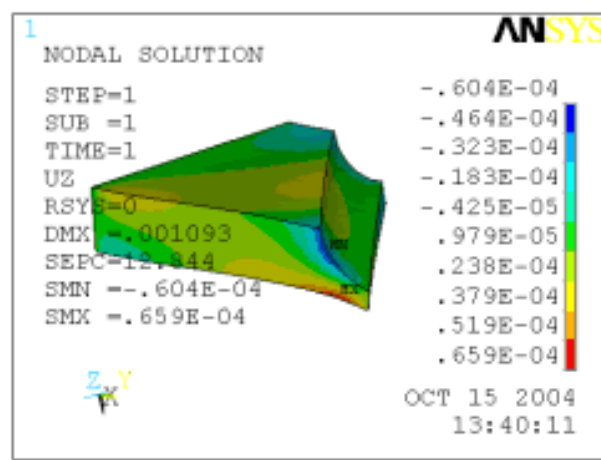 1
ANSYS
NODAL SOLUTION
STEP=1
SUB =1
TIME=1
UZ
RSYS=0
DMX =.001093
SEPC=12.844
SMN =-.604E-04
SMX =.659E-04
MN
MX
Z Y
X
-.604E-04
-.464E-04
-.323E-04
-.183E-04
-.425E-05
.979E-05
.238E-04
.379E-04
.519E-04
.659E-04
OCT 15 2004
13:40:11